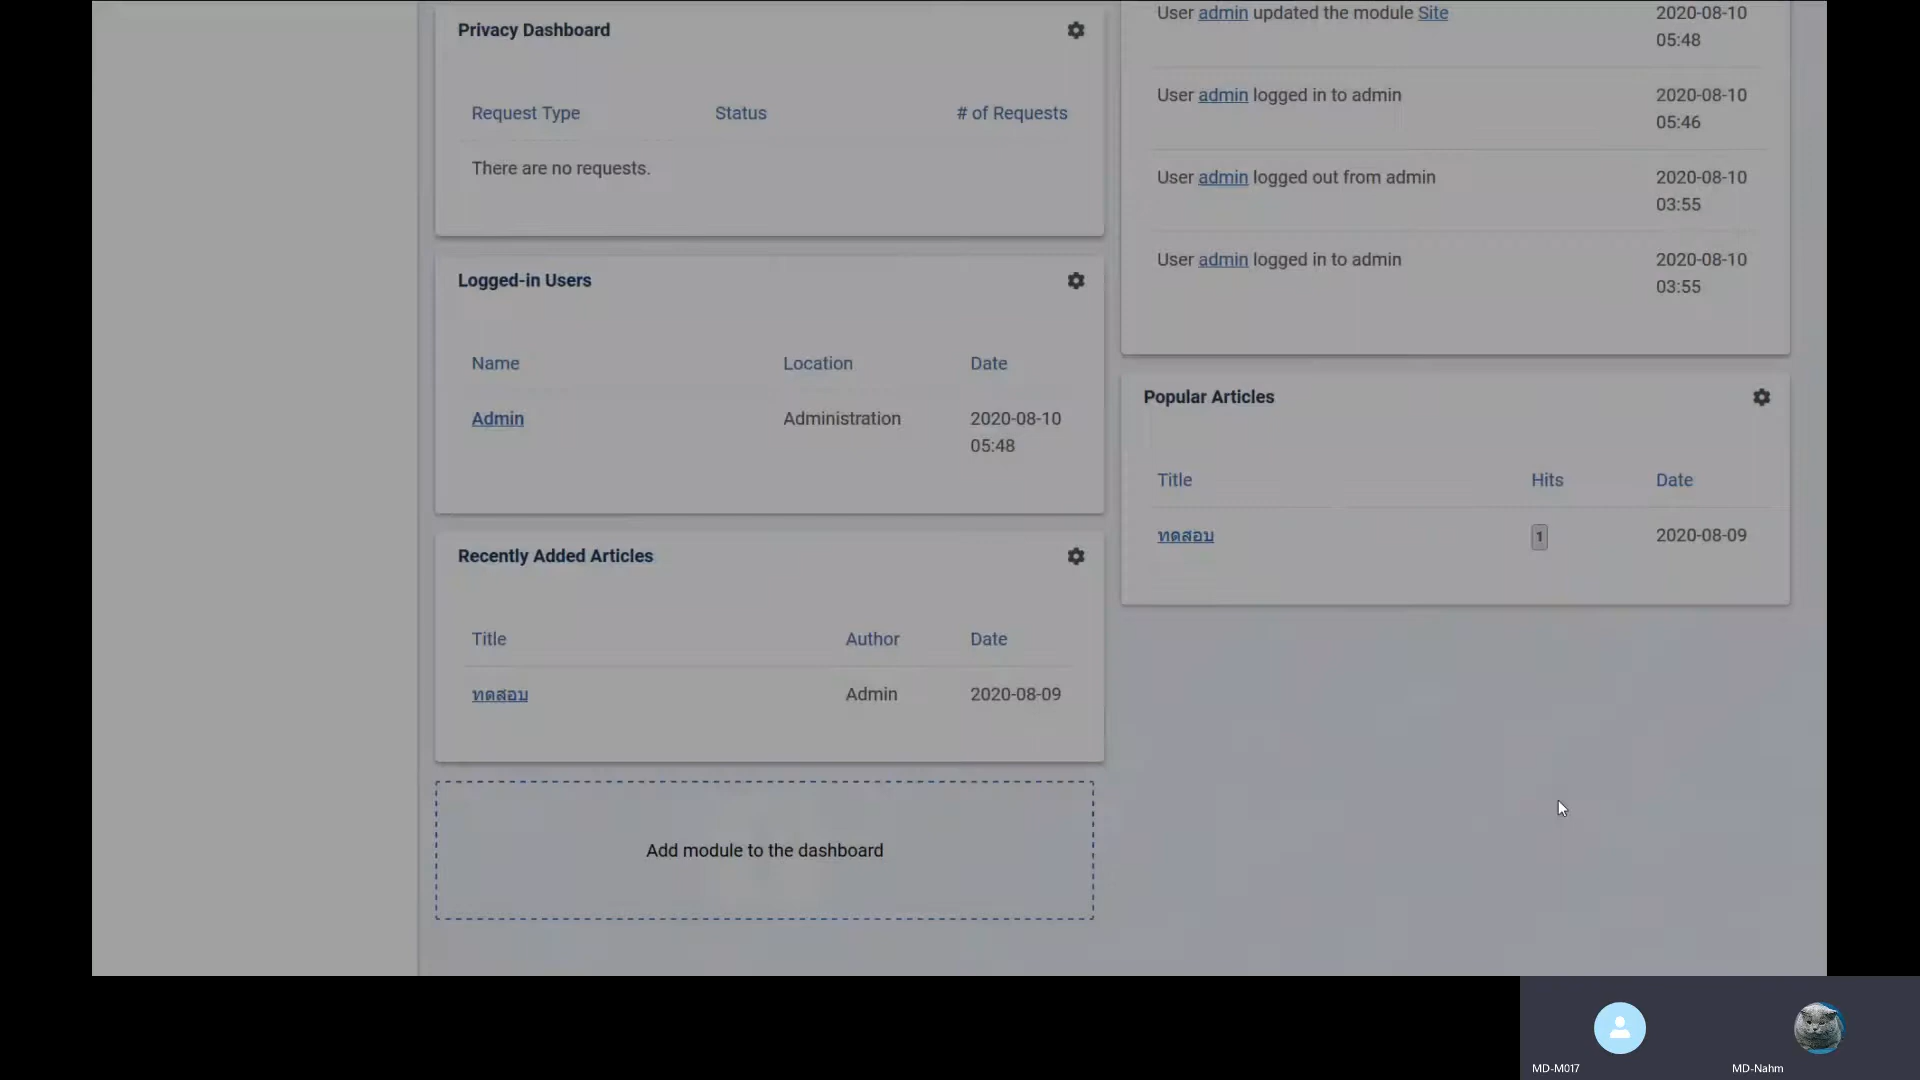 Privacy Dashboard
Request Type Status # of Requests
There are no requests.
Logged-in Users
Name Location Date
Admin Administration 2020-08-10
05:48
Recently Added Articles
Title Author Date
ทดสอบ Admin 2020-08-09
Add module to the dashboard
User admin updated the module Site 2020-08-10
05:48
User admin logged in to admin 2020-08-10
05:46
User admin logged out from admin 2020-08-10
03:55
User admin logged in to admin 2020-08-10
03:55
Popular Articles
Title Hits Date
ทดสอบ 1 2020-08-09
MD-M017 MD-Nahm